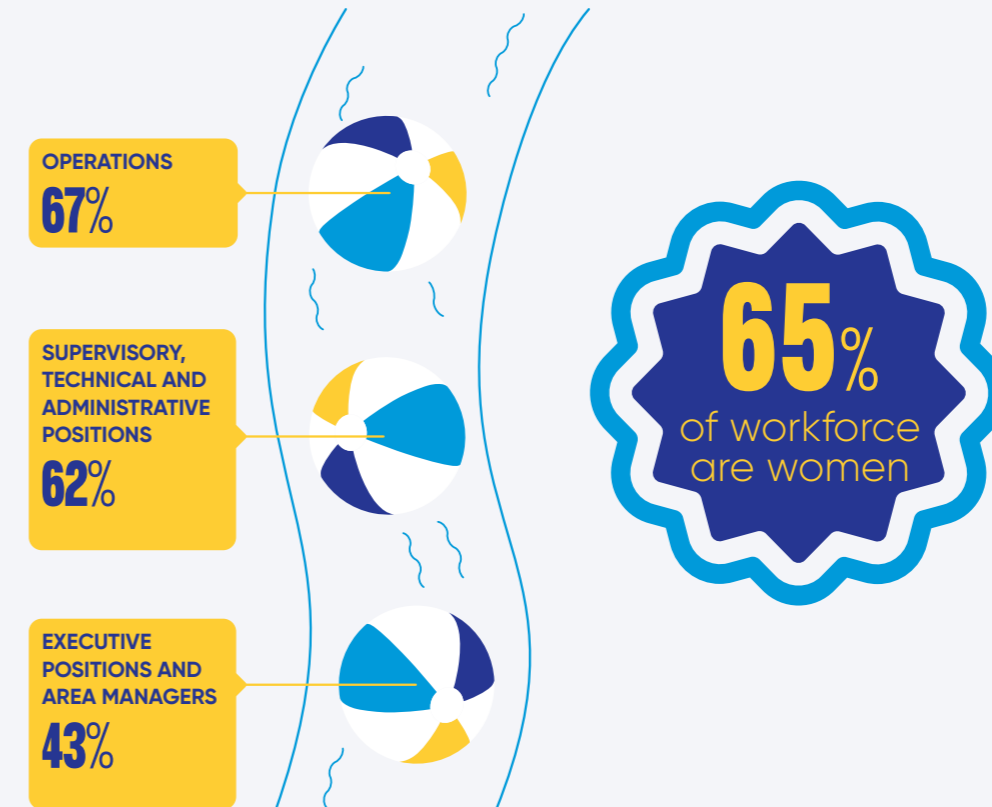 OPERATIONS
67%
SUPERVISORY,
TECHNICAL AND
ADMINISTRATIVE
POSITIONS
62%
EXECUTIVE
POSITIONS AND
AREA MANAGERS
43%
65%
of workforce
are women